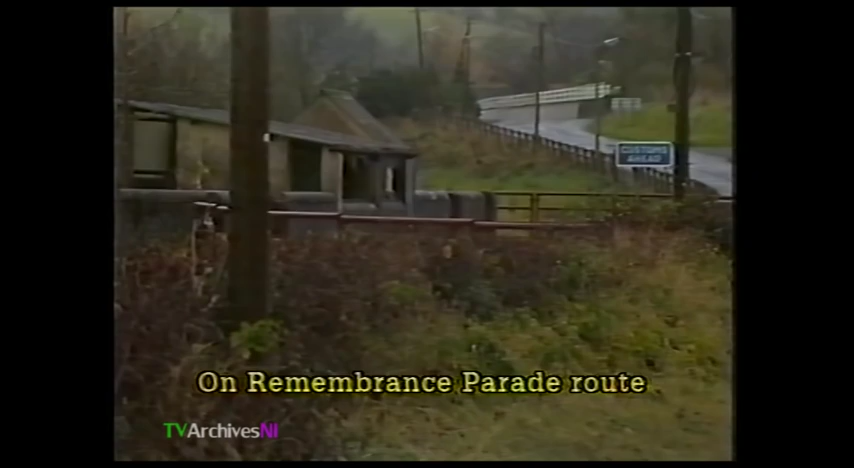 CUSTOMS
AHEAD
On Remembrance Parade route
TVArchivesNI